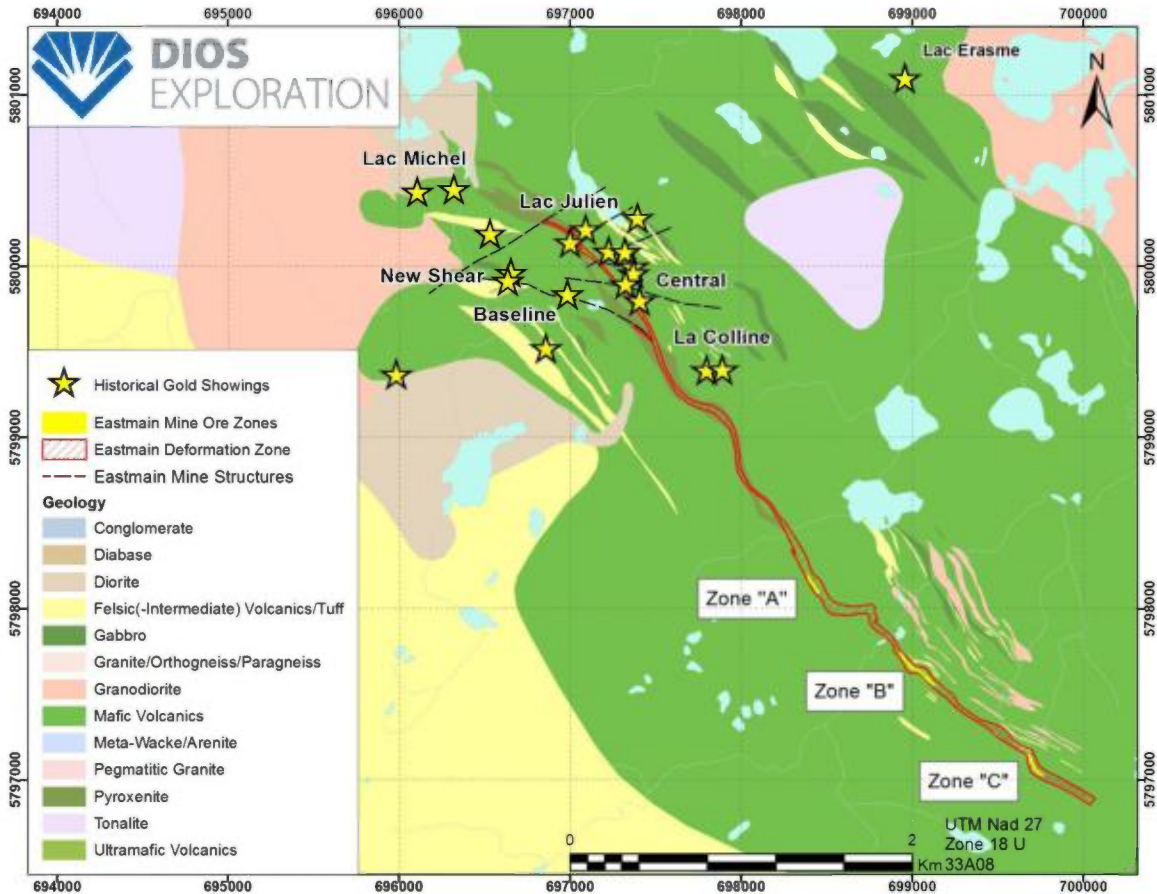 694000 695000 696000 697000 698000 699000 700000
DIOS
EXPLORATION
Lac Erasme
N
5801000
5801000
Lac Michel
Lac Julien
5800000
5800000
New Shear
Central
Baseline
La Colline
Historical Gold Showings
Eastmain Mine Ore Zones
Eastmain Deformation Zone
Eastmain Mine Structures
Geology
Conglomerate
Diabase
Diorite
Felsic(-Intermediate) Volcanics/Tuff
Gabbro
Granite/Orthogneiss/Paragneiss
Granodiorite
Mafic Volcanics
Meta-Wacke/Arenite
Pegmatitic Granite
Pyroxenite
Tonalite
Ultramafic Volcanics
5799000
5799000
5798000
5798000
Zone "A"
Zone "B"
5797000
5797000
Zone "C"
0 2
Km
UTM Nad 27
Zone 18 U
33A08
694000 695000 696000 697000 698000 699000 700000